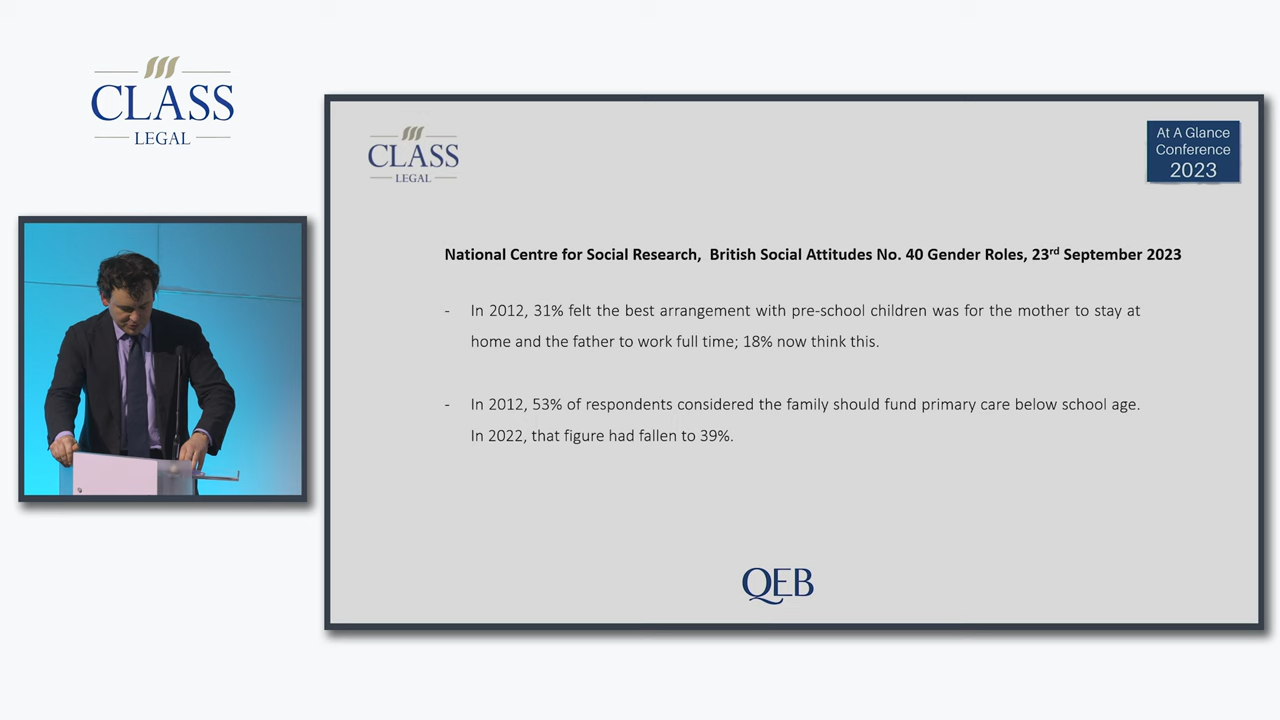 CLASS
LEGAL
CLASS
LEGAL
At A Glance
Conference
2023
National Centre for Social Research, British Social Attitudes No. 40 Gender Roles, 23rd September 2023
- In 2012, 31% felt the best arrangement with pre-school children was for the mother to stay at
home and the father to work full time; 18% now think this.
- In 2012, 53% of respondents considered the family should fund primary care below school age.
In 2022, that figure had fallen to 39%.
QEB